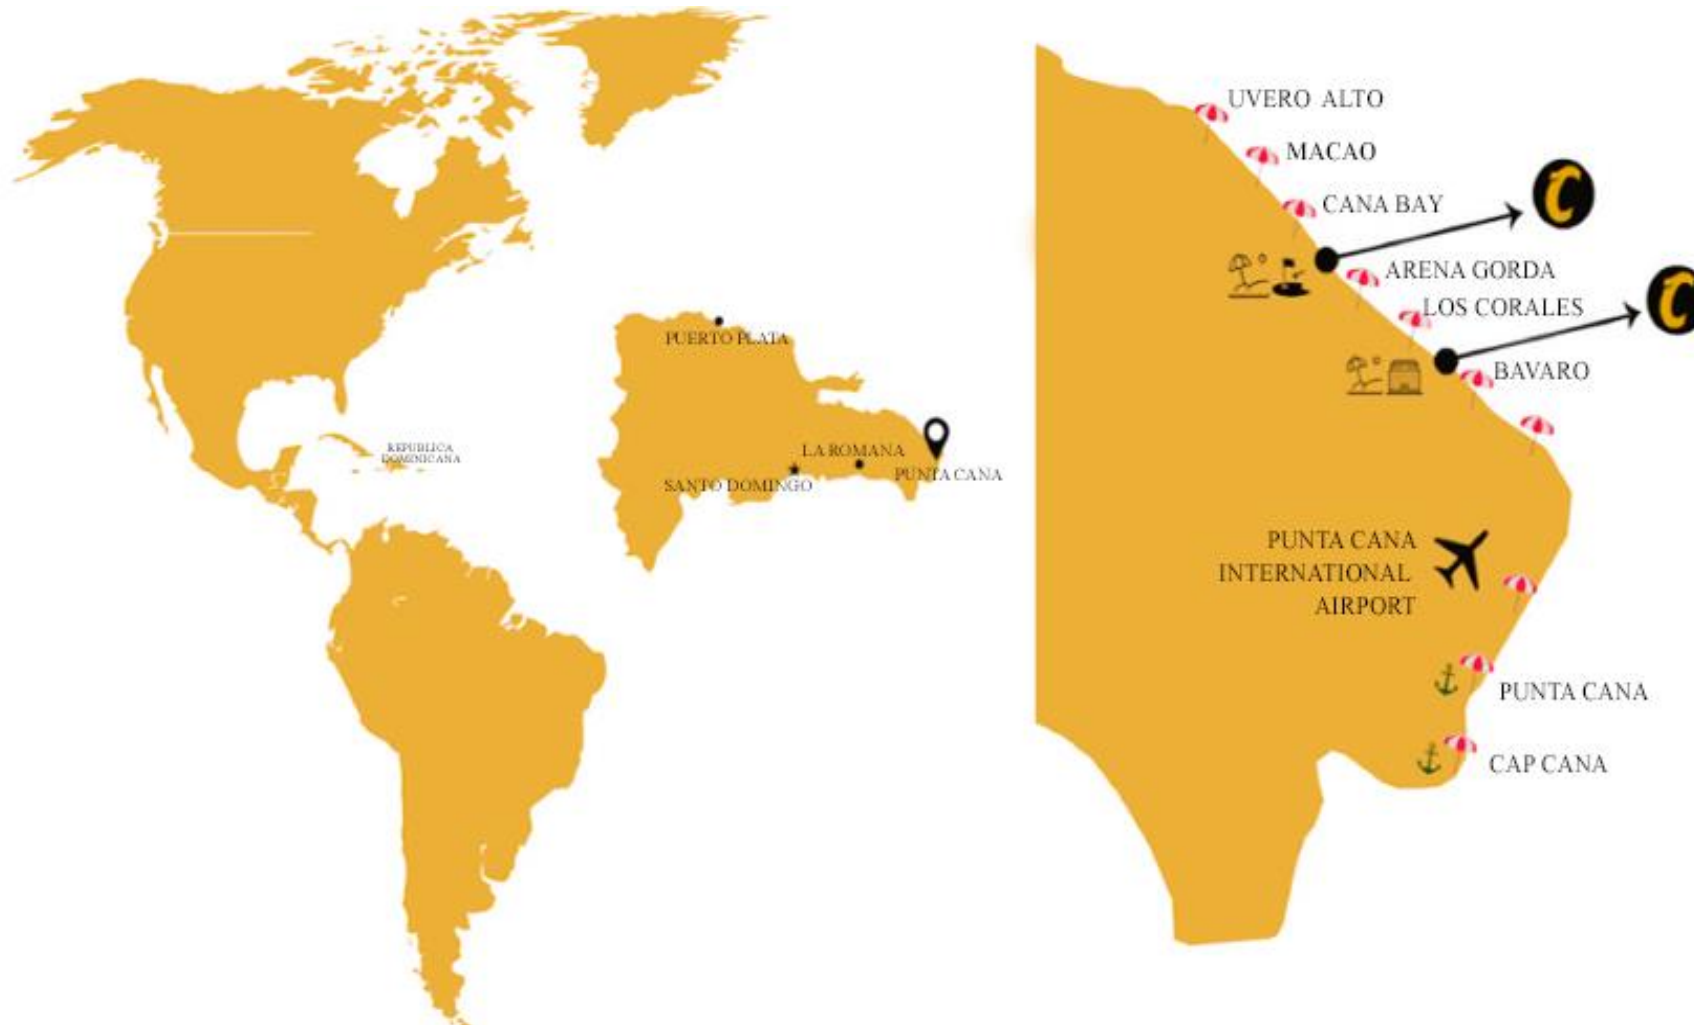 REPUBLICA
DOMINICANA
PUERTO PLATA
LA ROMANA
SANTO DOMINGO
PUNTA CANA
UVERO ALTO
MACAO
CANA BAY
C
ARENA GORDA
LOS CORALES
C
BAVARO
PUNTA CANA
INTERNATIONAL
AIRPORT
PUNTA CANA
CAP CANA